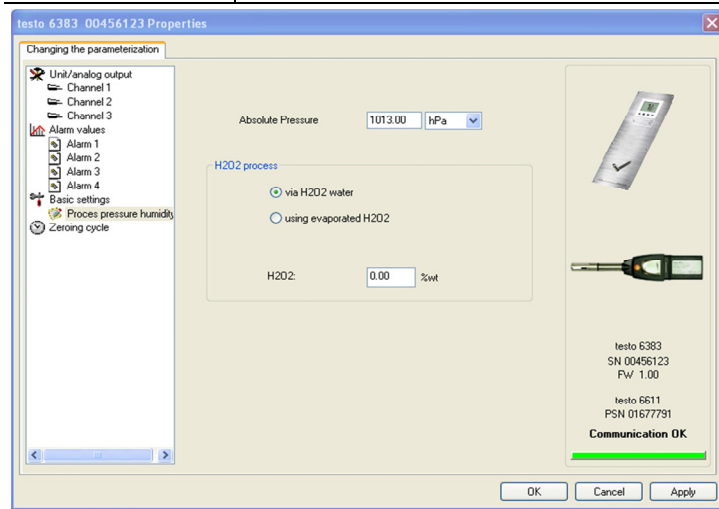 testo 6383 00456123 Properties
Changing the parameterization
Unit/analog output
Channel 1
Channel 2
Channel 3
Alarm values
Alarm 1
Alarm 2
Alarm 3
Alarm 4
Basic settings
Proces pressure humidity
Zeroing cycle
Absolute Pressure 1013.00 hPa
H2O2 process
via H2O2 water
using evaporated H2O2
H2O2: 0.00 %wt
testo 6383
SN 00456123
FW 1.00
testo 6611
PSN 01677791
Communication OK
OK Cancel Apply